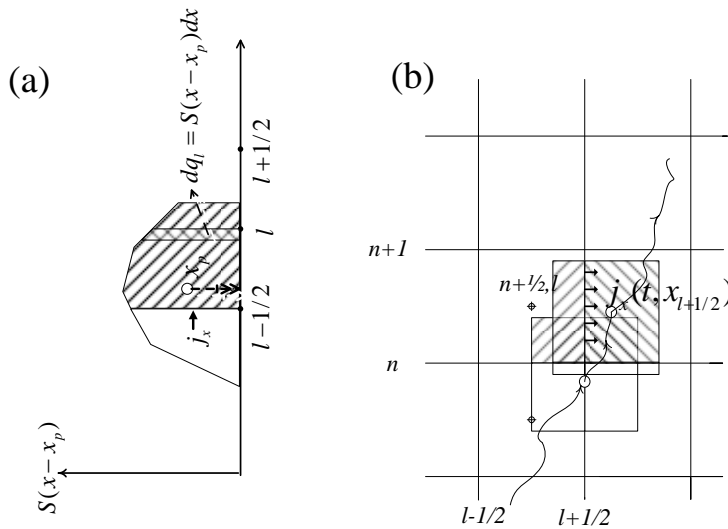 (a)
dq_l = S(x−x_p)dx
l+1/2
l
x_p
l−1/2
j_x
S(x−x_p)
(b)
n+1
n+½,l
j_x(t,x_{l+1/2})
n
l-1/2
l+1/2